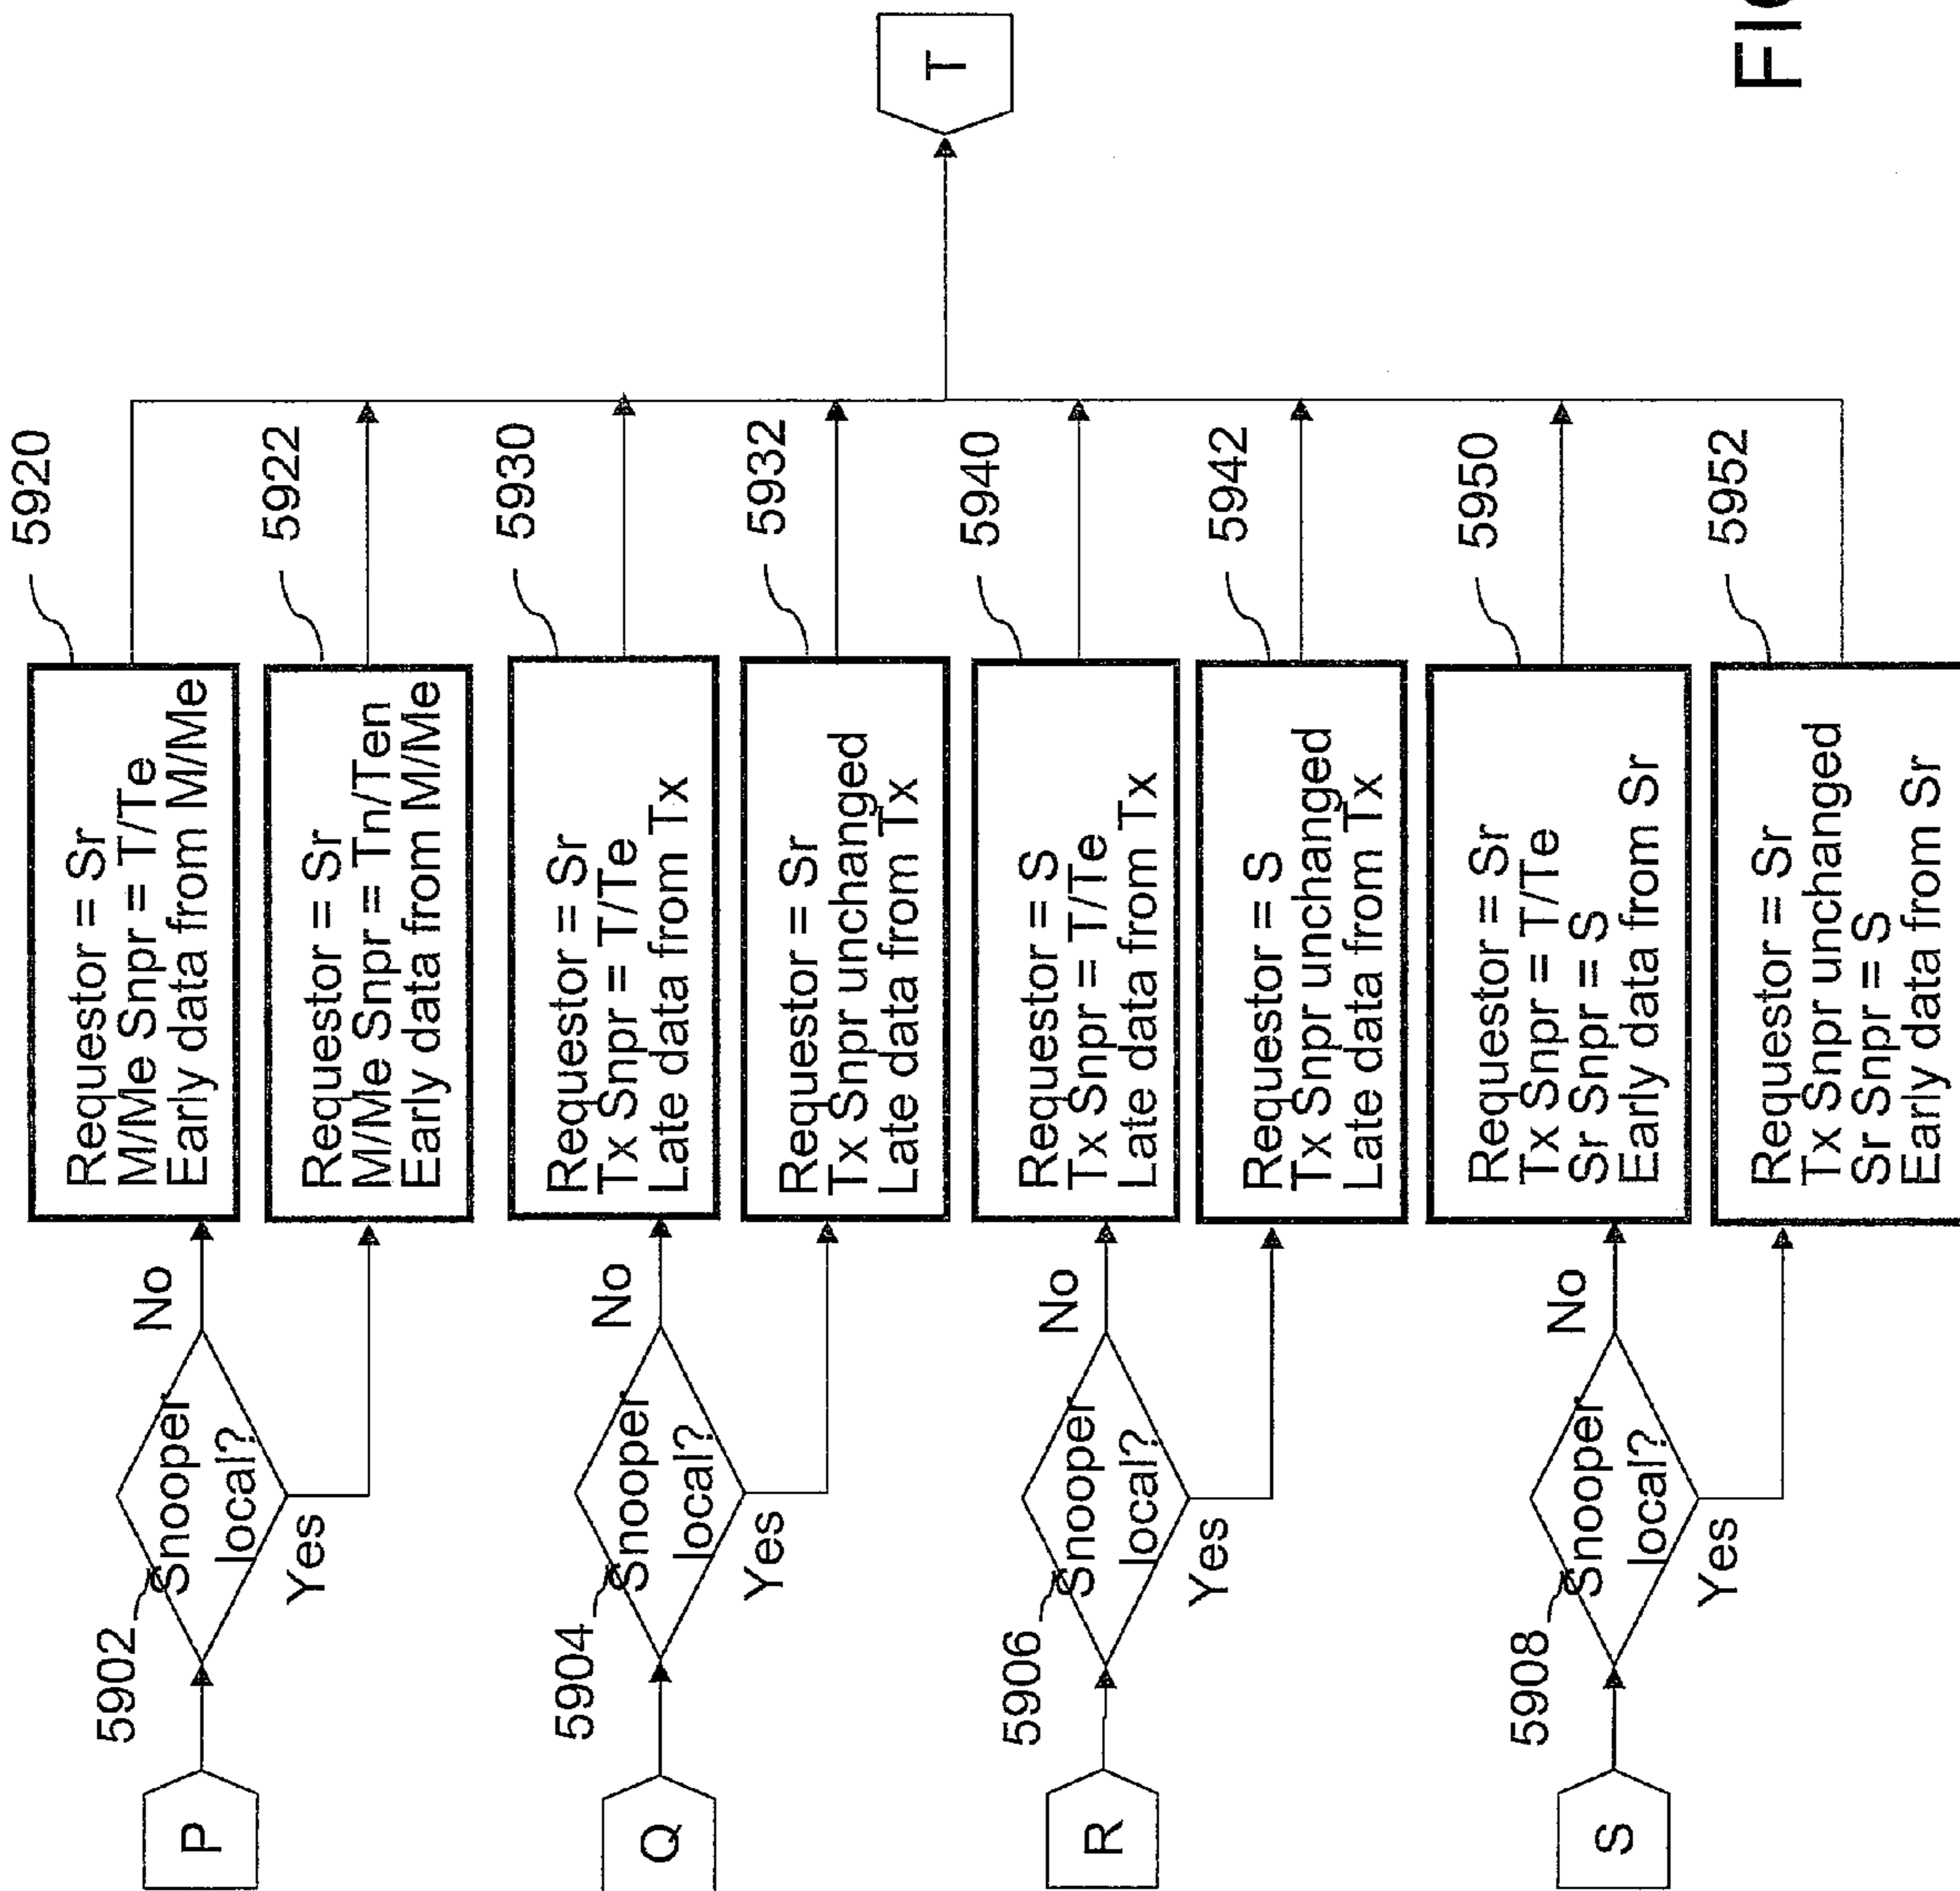 P
5902
Snooper
local?
No
Yes
5920
Requestor = Sr
M/Me Snpr = T/Te
Early data from M/Me
5922
Requestor = Sr
M/Me Snpr = Tn/Ten
Early data from M/Me
Q
5904
Snooper
local?
No
Yes
5930
Requestor = Sr
Tx Snpr = T/Te
Late data from Tx
5932
Requestor = Sr
Tx Snpr unchanged
Late data from Tx
R
5906
Snooper
local?
No
Yes
5940
Requestor = S
Tx Snpr = T/Te
Late data from Tx
5942
Requestor = S
Tx Snpr unchanged
Late data from Tx
S
5908
Snooper
local?
No
Yes
5950
Requestor = Sr
Tx Snpr = T/Te
Sr Snpr = S
Early data from Sr
5952
Requestor = Sr
Tx Snpr unchanged
Sr Snpr = S
Early data from Sr
T